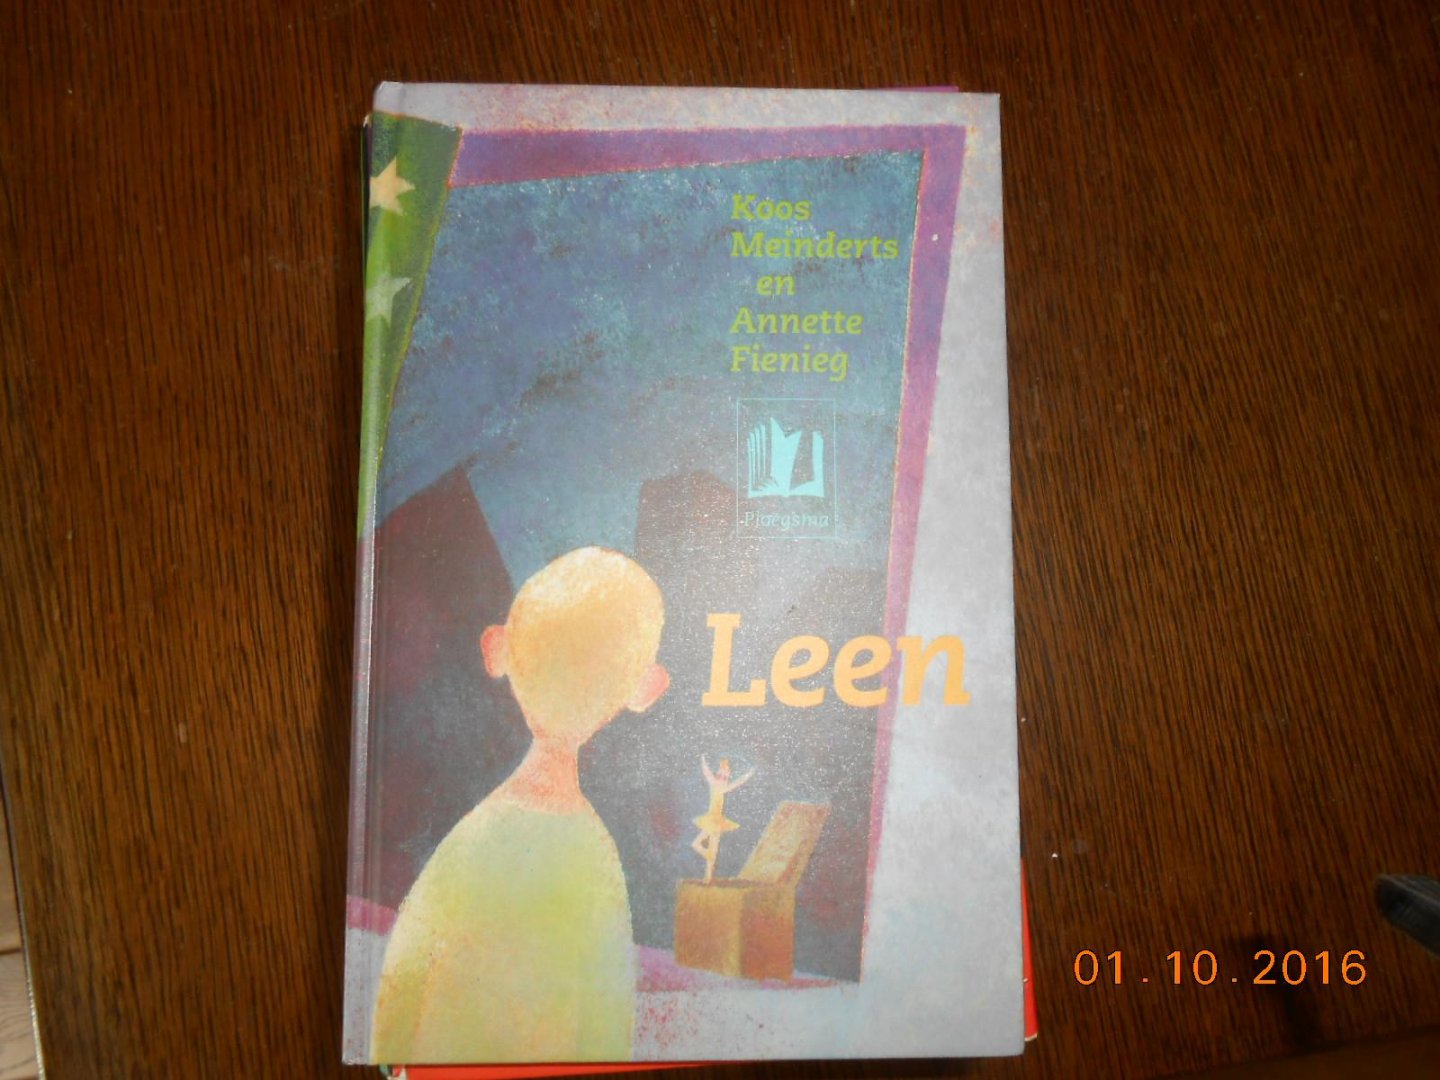 Koos
Meinderts
en
Annette
Fienieg
Ploegsma
Leen
01.10.2016